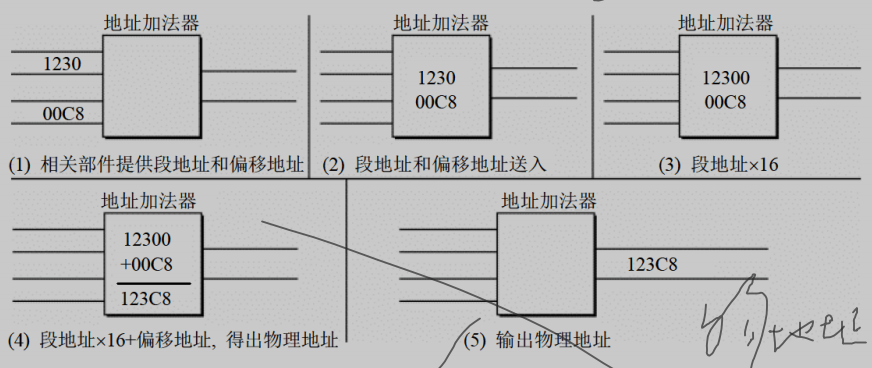 地址加法器
1230
00C8
(1) 相关部件提供段地址和偏移地址
地址加法器
1230
00C8
(2) 段地址和偏移地址送入
地址加法器
12300
00C8
(3) 段地址×16
地址加法器
12300
+00C8
123C8
(4) 段地址×16+偏移地址, 得出物理地址
地址加法器
123C8
(5) 输出物理地址
地址